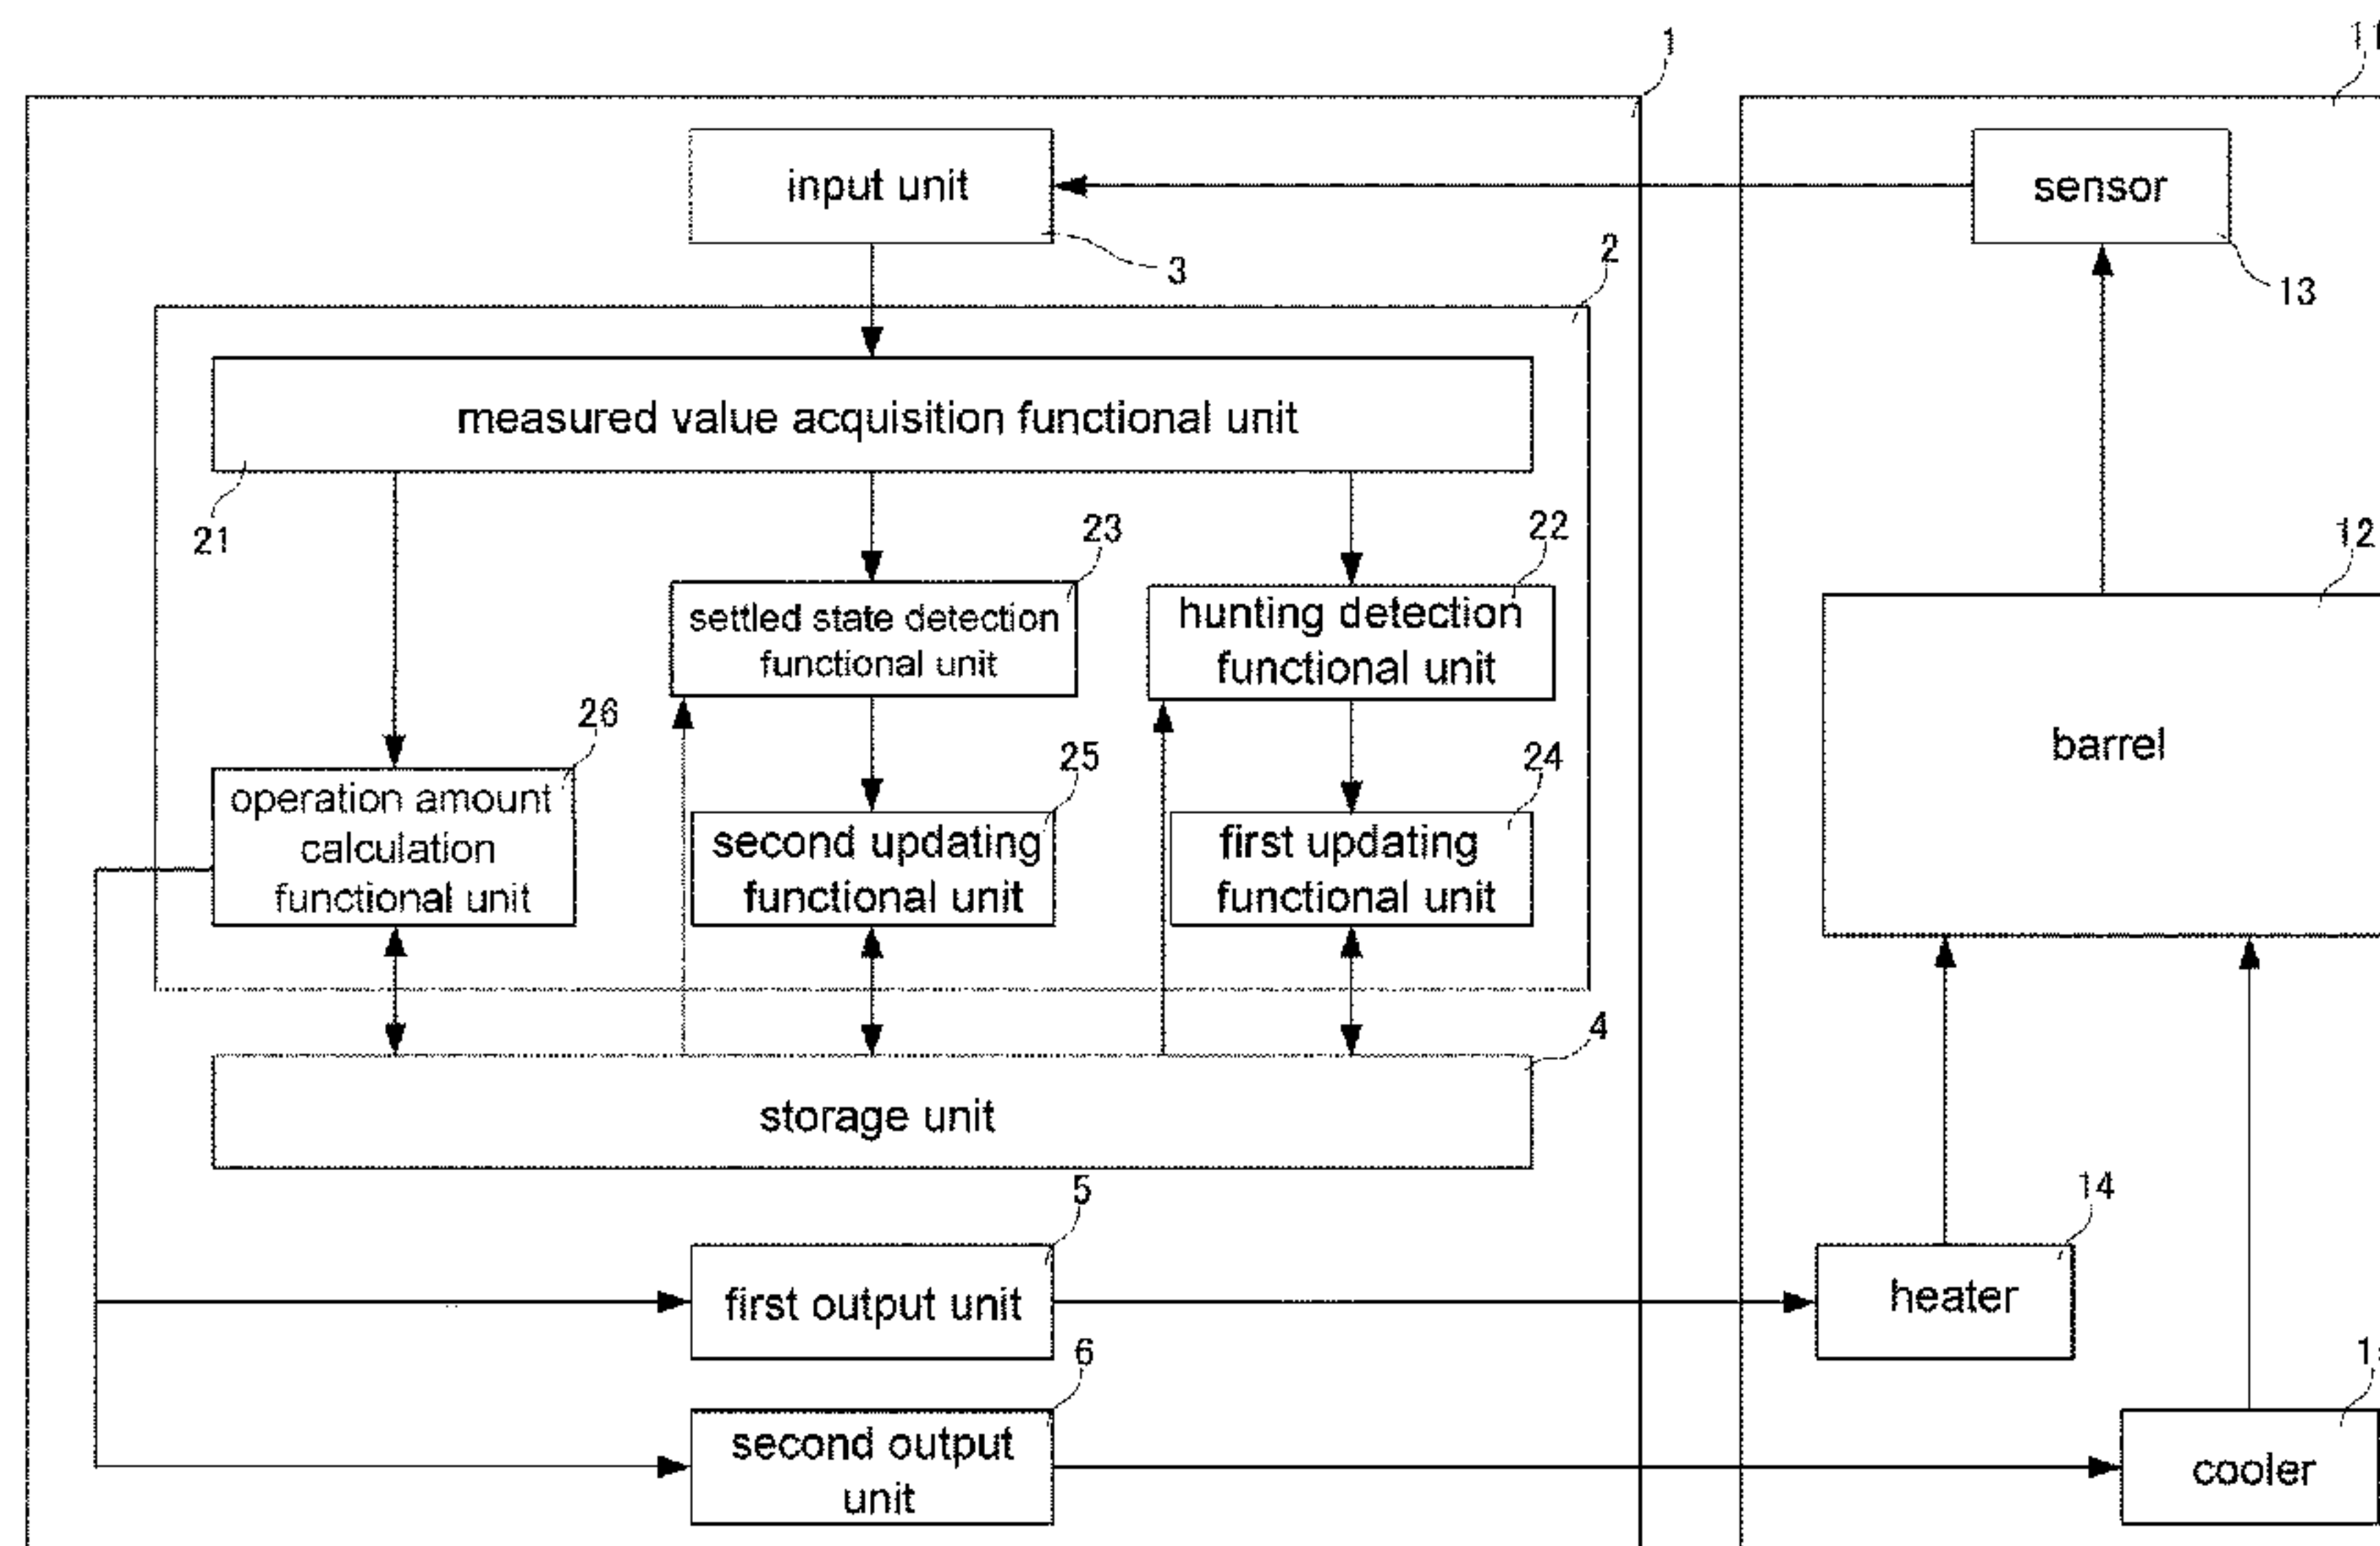 1
11
input unit
3
sensor
13
2
measured value acquisition functional unit
21
23
22
settled state detection
functional unit
hunting detection
functional unit
12
barrel
26
25
24
operation amount
calculation
functional unit
second updating
functional unit
first updating
functional unit
4
storage unit
5
14
first output unit
heater
6
second output
unit
cooler